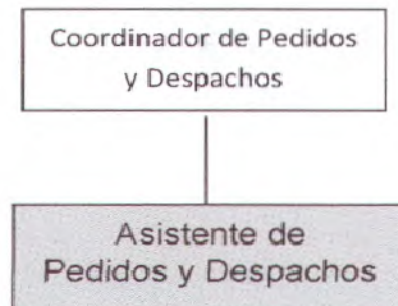 Coordinador de Pedidos
y Despachos
Asistente de
Pedidos y Despachos